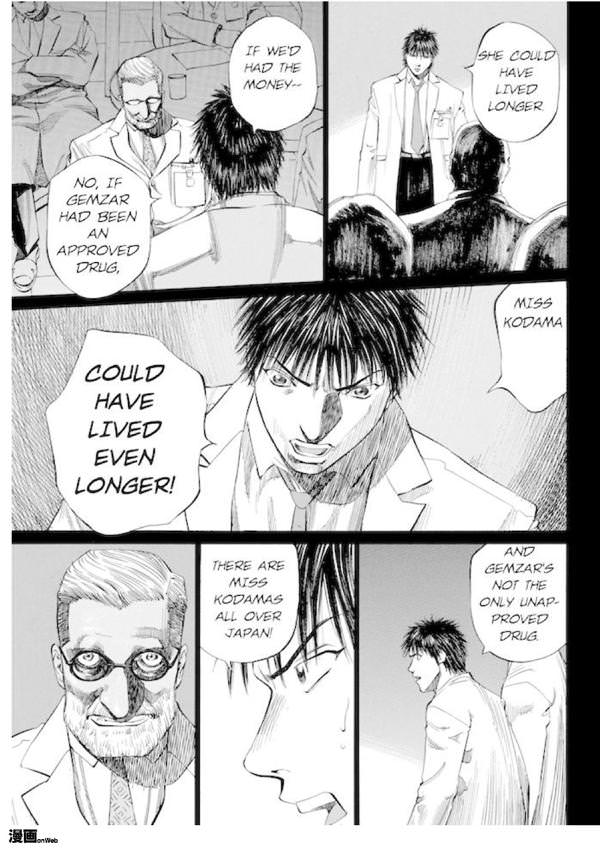 SHE COULD
HAVE
LIVED
LONGER.
IF WE'D
HAD THE
MONEY--
NO, IF
GEMZAR
HAD BEEN
AN
APPROVED
DRUG,
MISS
KODAMA
COULD
HAVE
LIVED
EVEN
LONGER!
AND
GEMZAR'S
NOT THE
ONLY UNAP-
PROVED
DRUG.
THERE ARE
MISS
KODAMAS
ALL OVER
JAPAN!
漫画onWeb